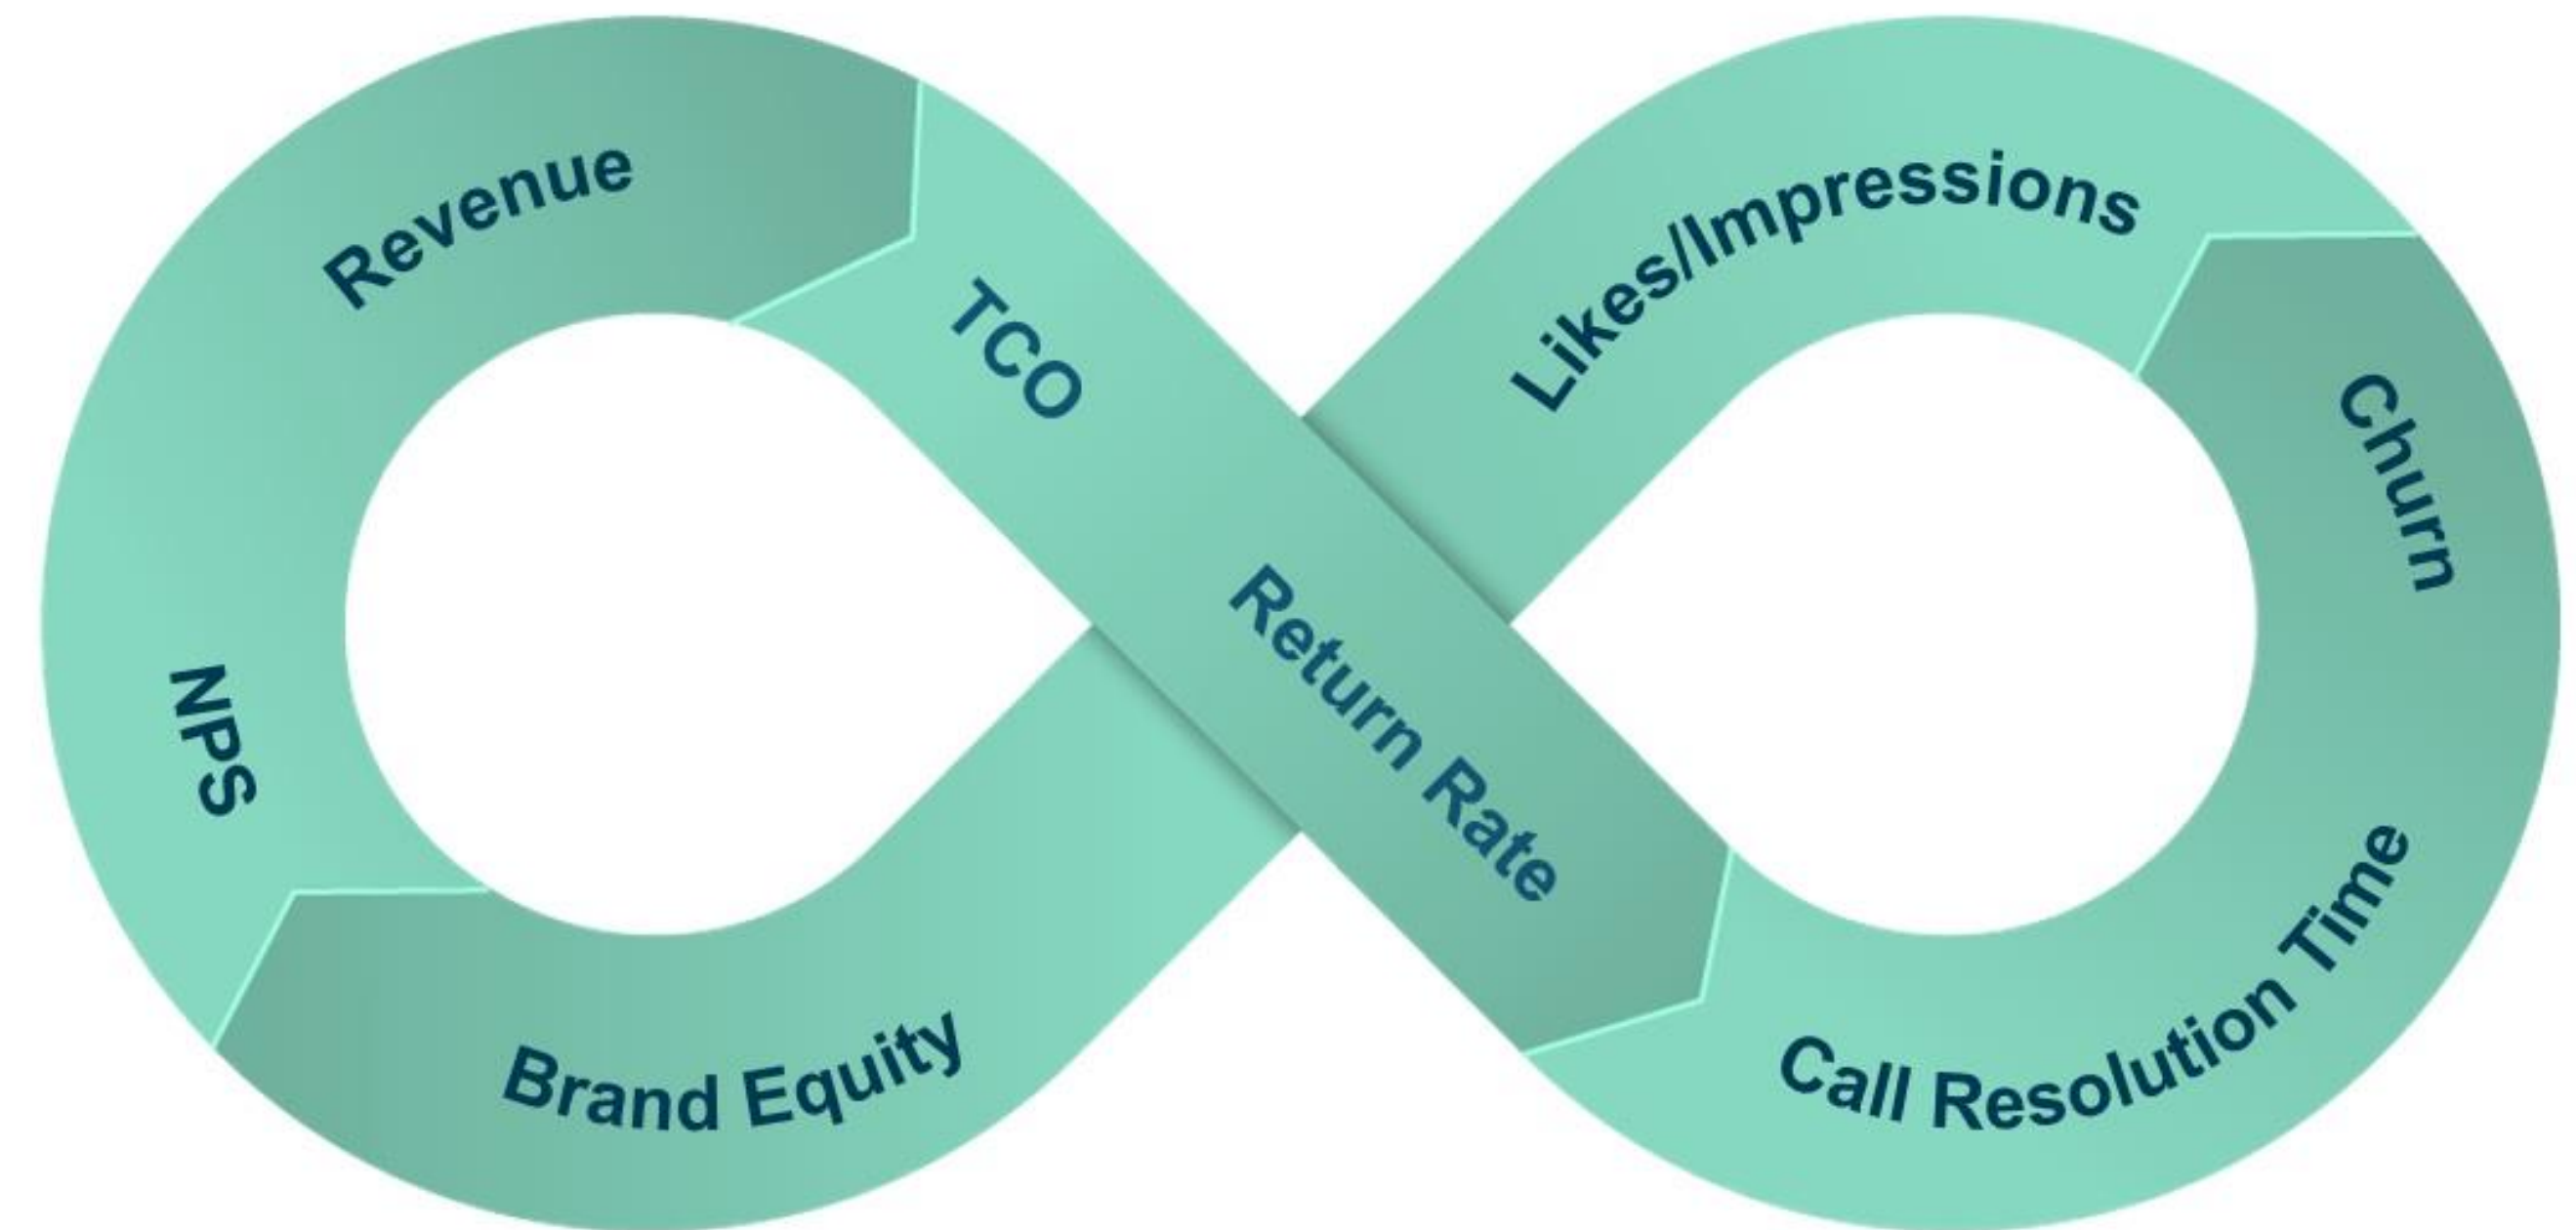 Revenue
TCO
Likes/Impressions
Churn
Return Rate
NPS
Brand Equity
Call Resolution Time